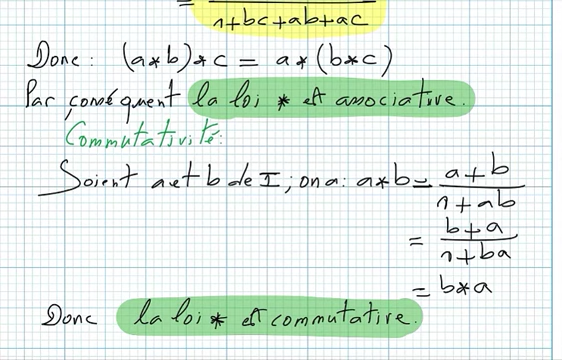 = 1+bc+ab+ac
Donc : (a*b)*c = a*(b*c)
Par conséquent la loi * est associative.
Commutativité :
Soient a et b de I ; on a : a*b = a+b / 1+ab
= b+a / 1+ba
= b*a
Donc la loi * est commutative.